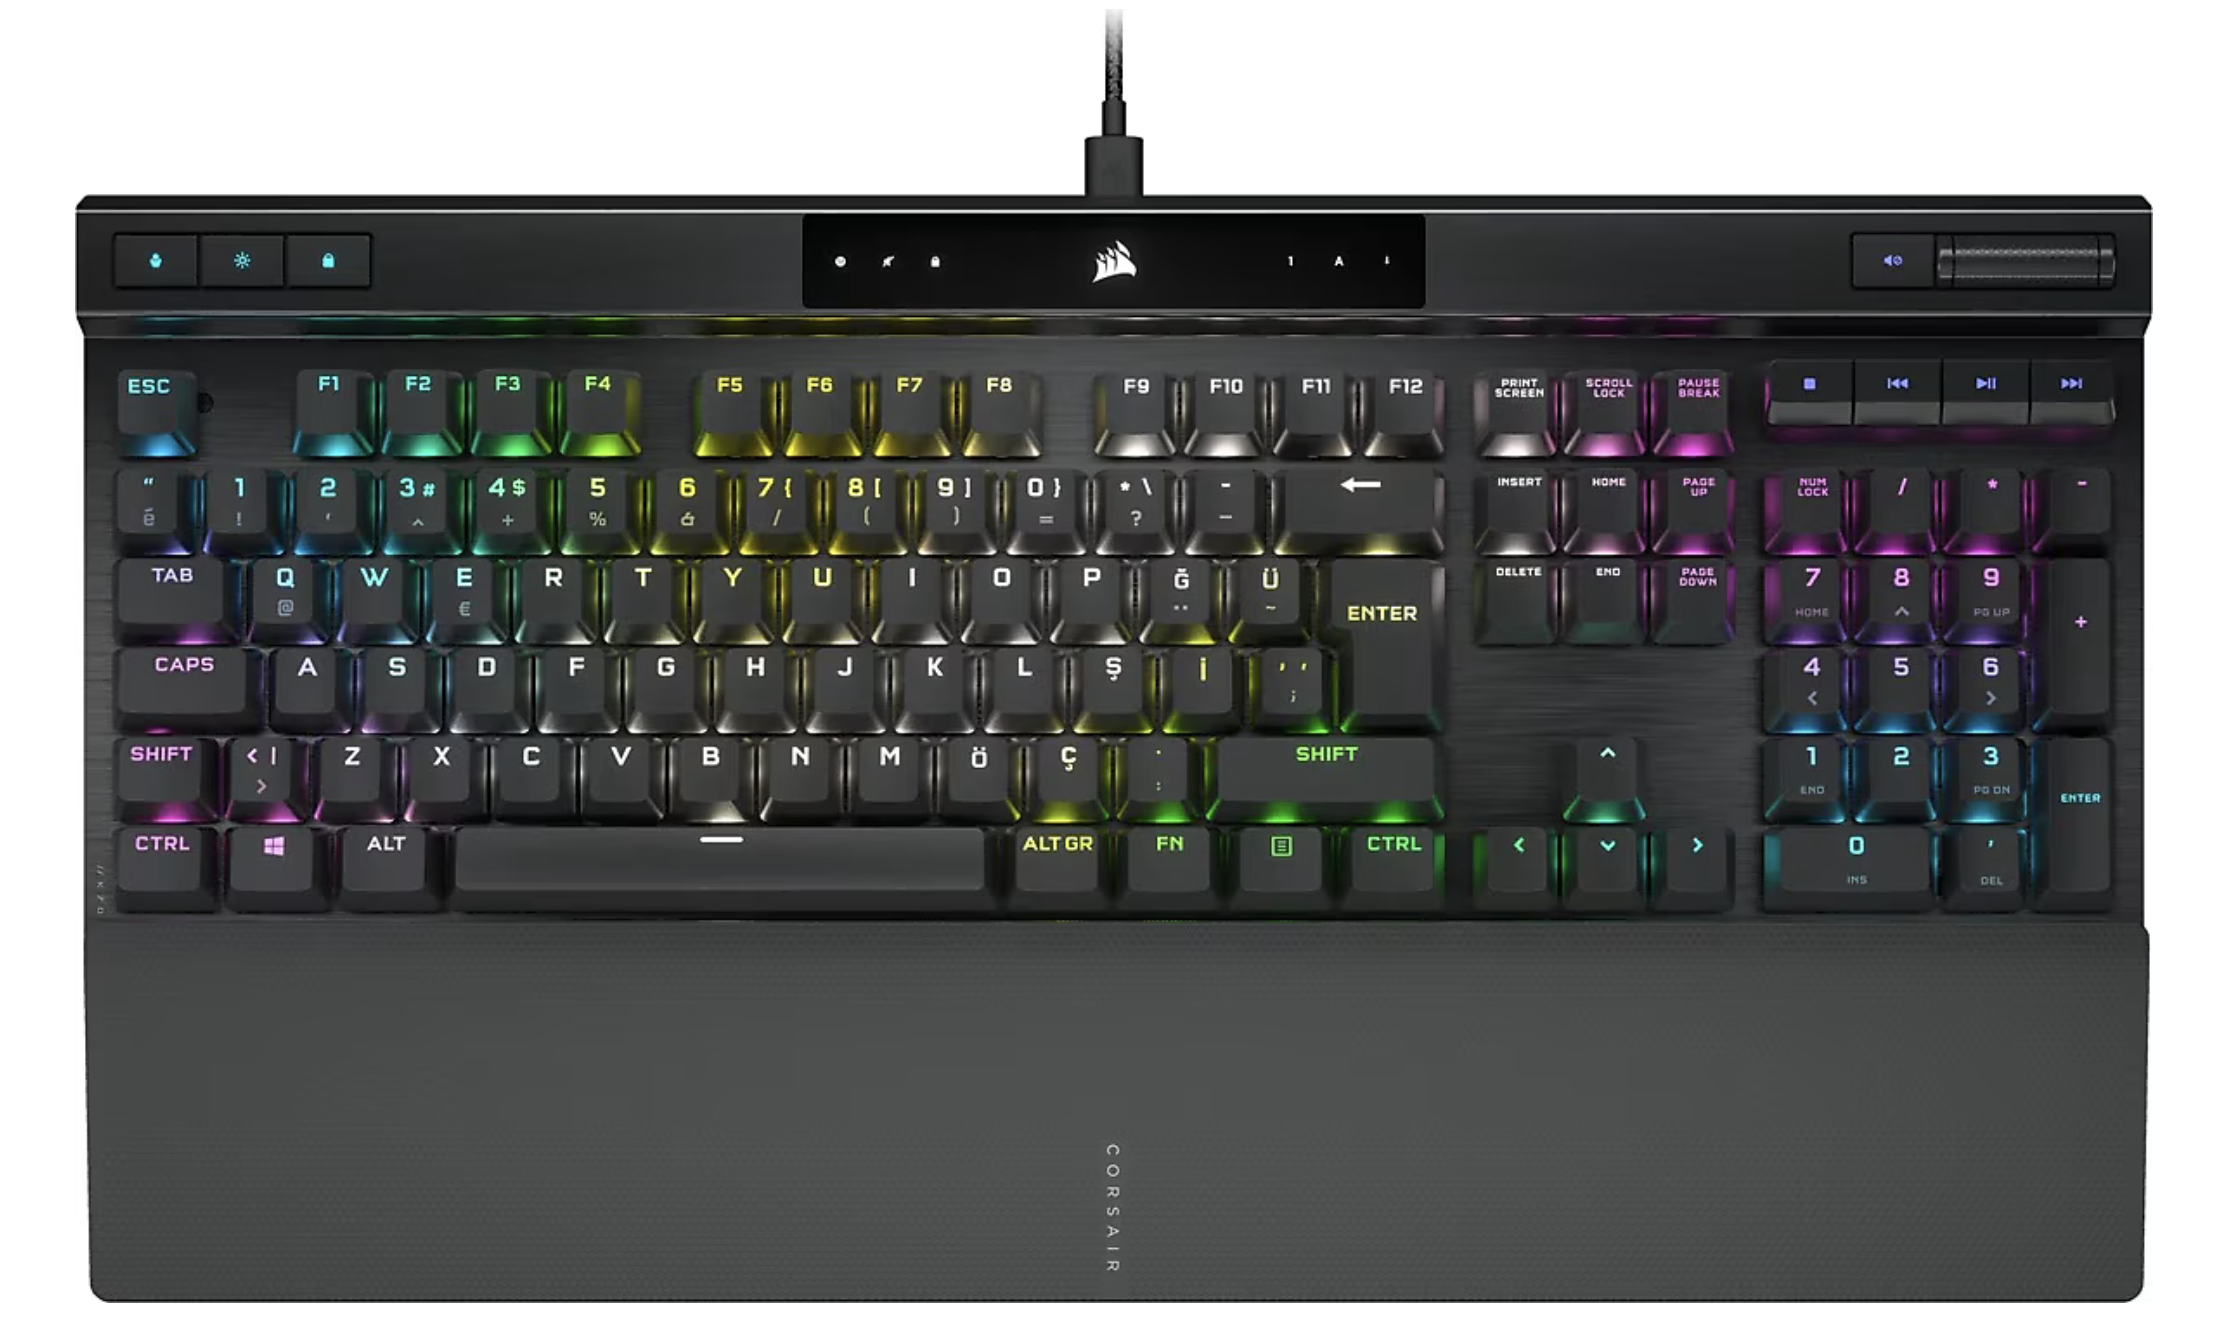 1 A
ESC F1 F2 F3 F4 F5 F6 F7 F8 F9 F10 F11 F12 PRINT SCREEN SCROLL LOCK PAUSE BREAK
" 1 2 3 # 4 $ 5 6 7 { 8 [ 9 ] 0 } * \ - INSERT HOME PAGE UP NUM LOCK / * -
é ! ' ^ + % & / ( ) = ? _
TAB Q W E R T Y U I O P Ğ Ü ENTER DELETE END PAGE DOWN 7 8 9 +
@ € ¨ ~ HOME PG UP
CAPS A S D F G H J K L Ş İ , ' 4 5 6
; < >
SHIFT < | Z X C V B N M Ö Ç . SHIFT ^ 1 2 3 ENTER
> : END PG DN
CTRL ALT ALT GR FN CTRL 0 ,
INS DEL
K70
CORSAIR